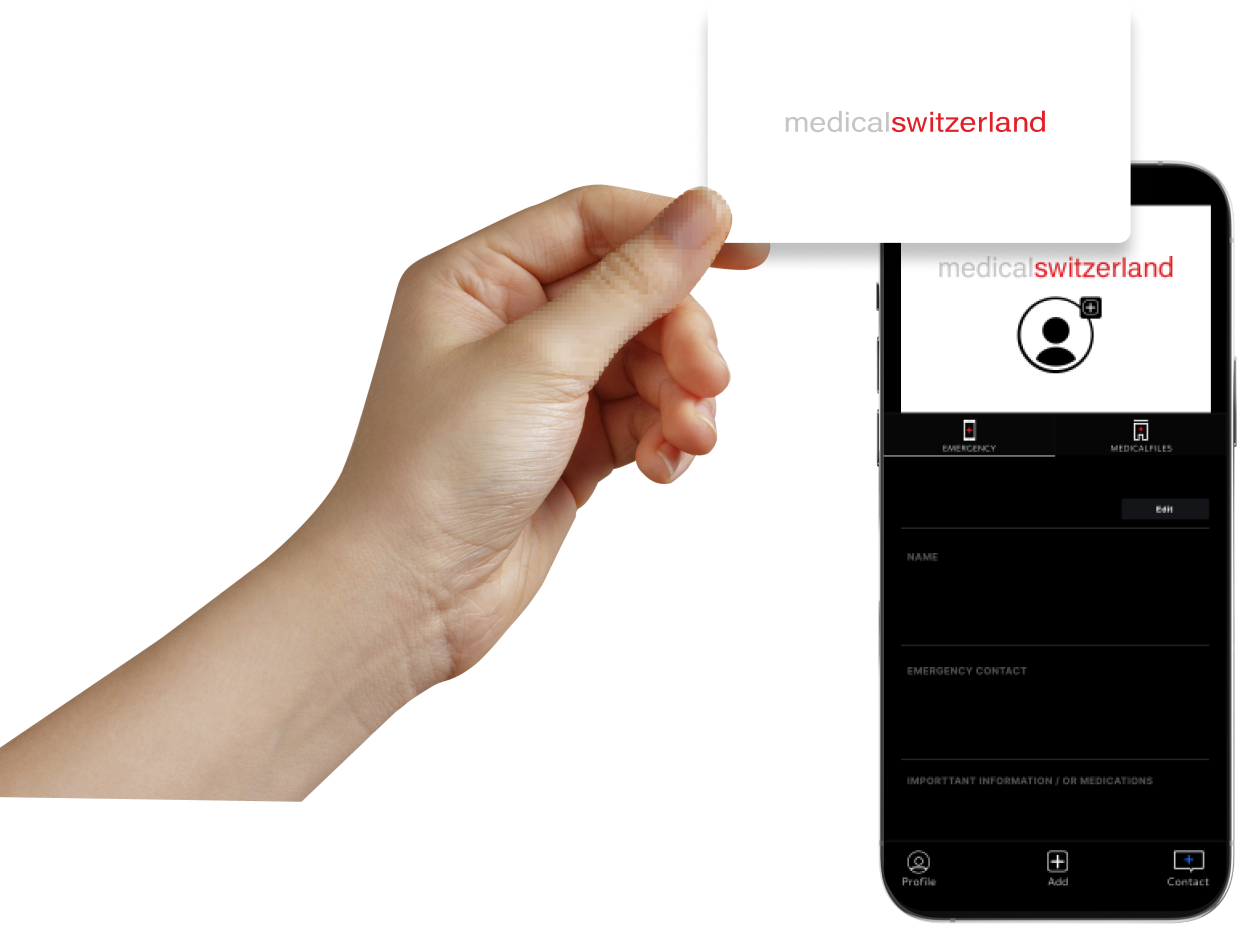 medicalswitzerland
medicalswitzerland
EMERGENCY
MEDICALFILES
Edit
NAME
EMERGENCY CONTACT
IMPORTTANT INFORMATION / OR MEDICATIONS
Profile
Add
Contact